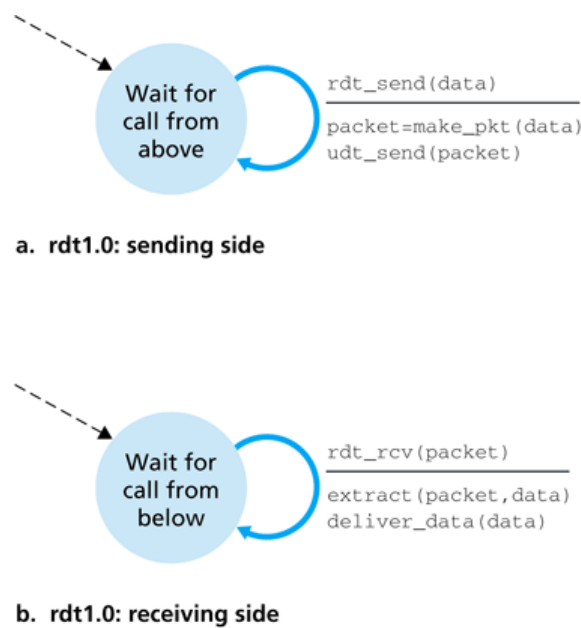 Wait for
call from
above
rdt_send(data)
packet=make_pkt(data)
udt_send(packet)
a. rdt1.0: sending side
Wait for
call from
below
rdt_rcv(packet)
extract(packet,data)
deliver_data(data)
b. rdt1.0: receiving side